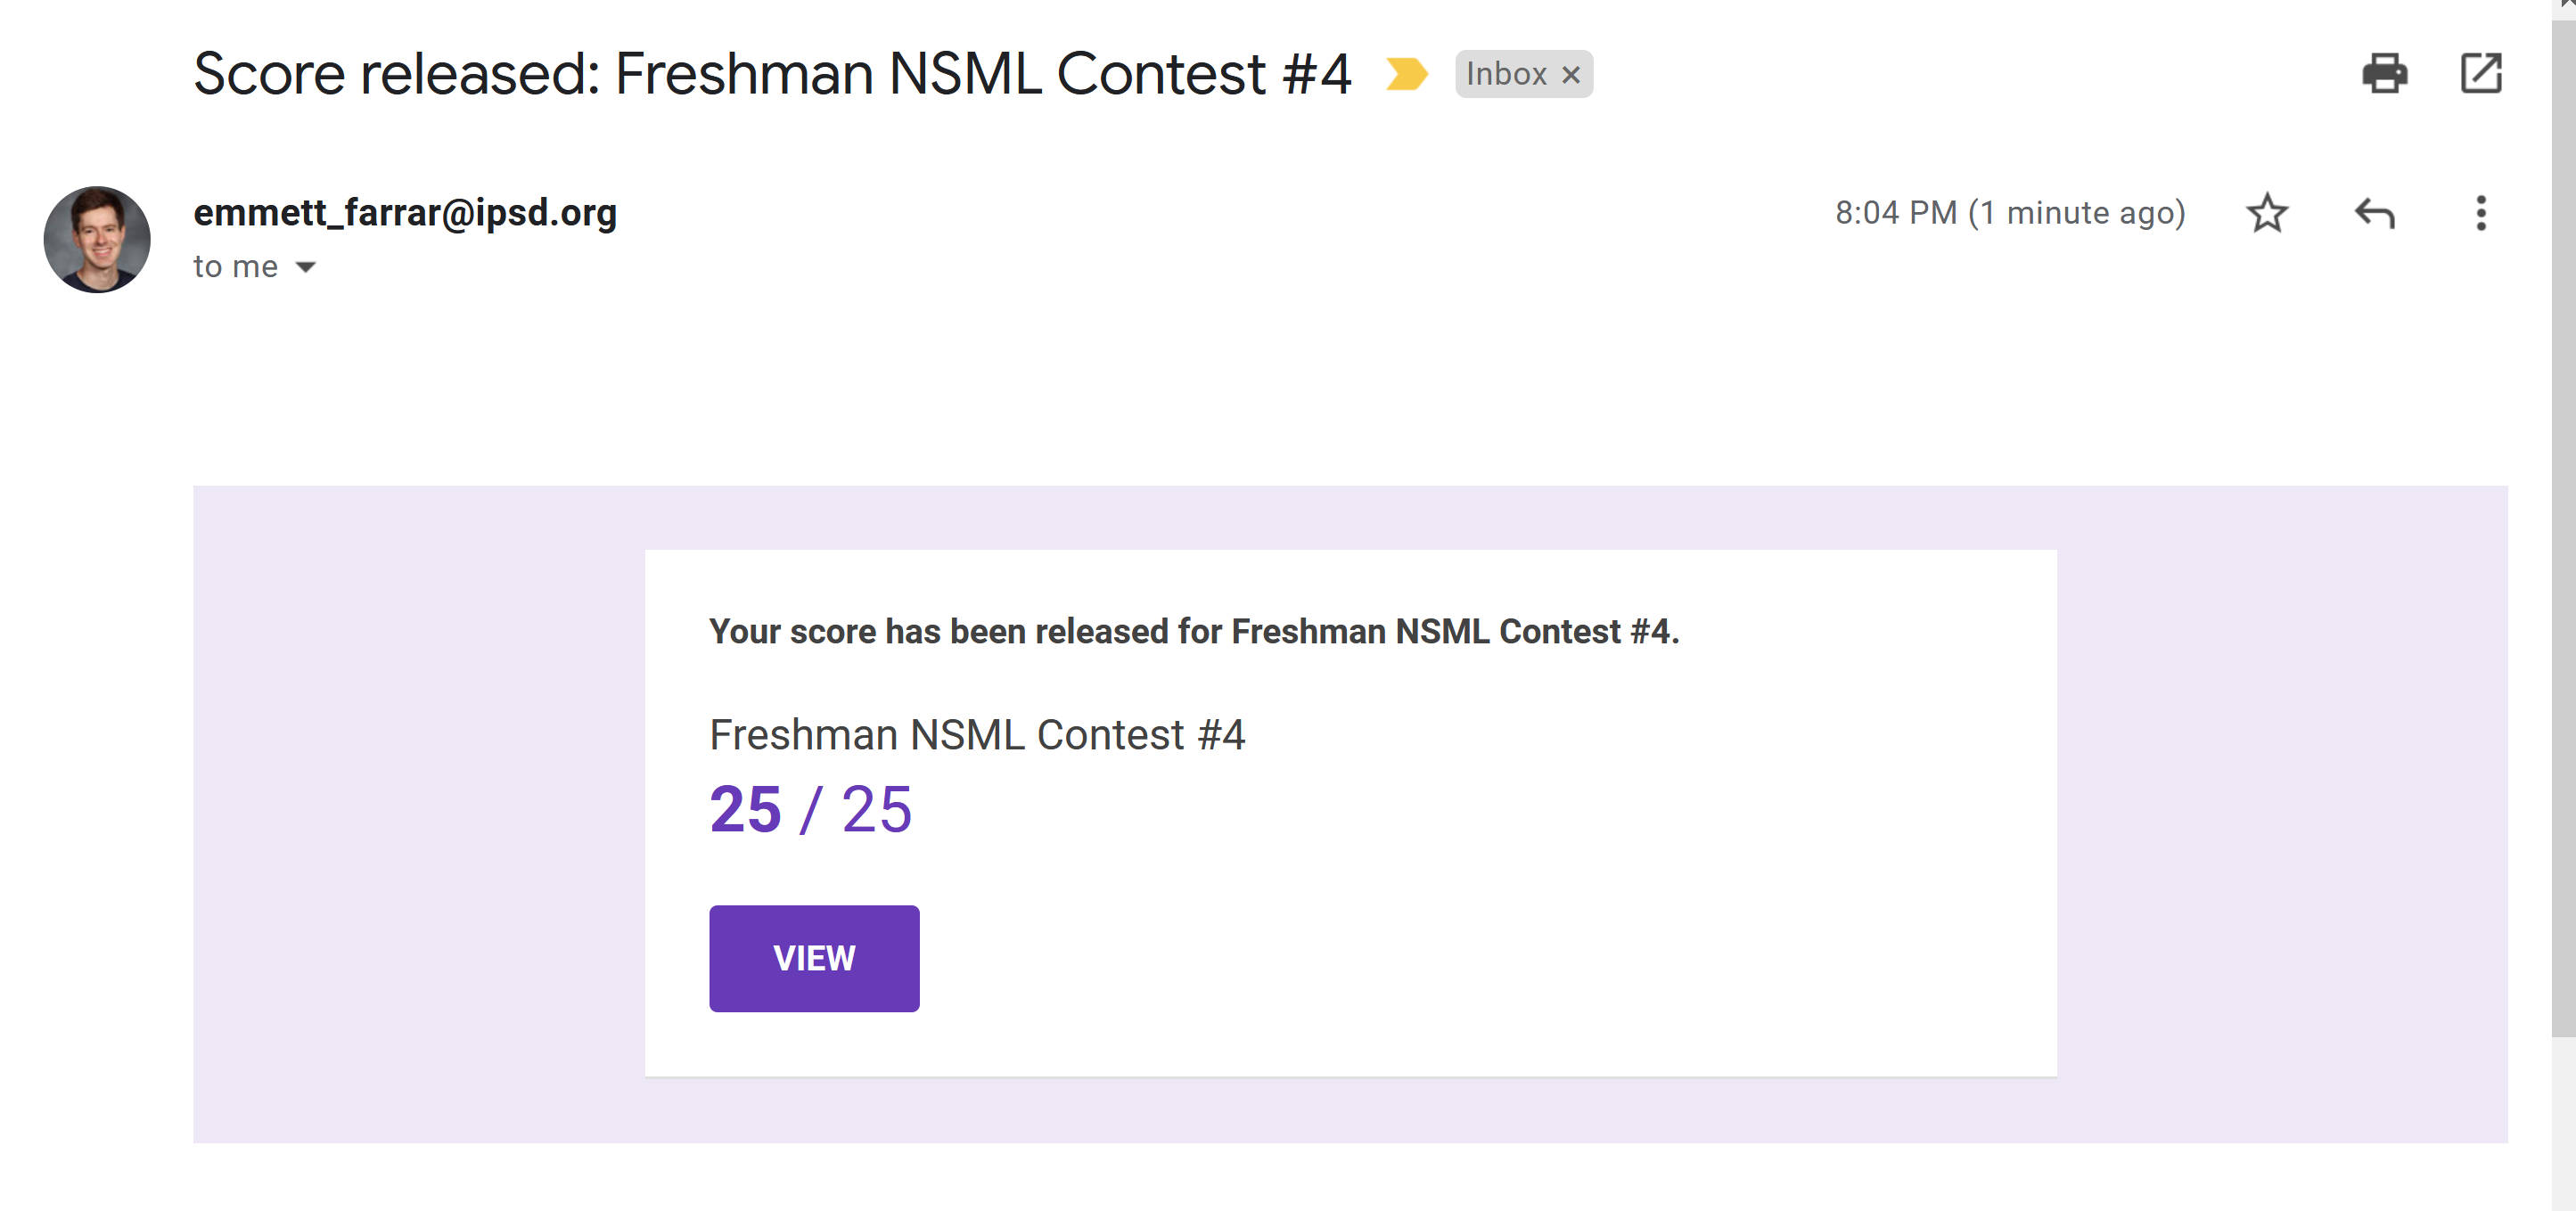 Score released: Freshman NSML Contest #4 Inbox ×
emmett_farrar@ipsd.org 8:04 PM (1 minute ago)
to me
Your score has been released for Freshman NSML Contest #4.
Freshman NSML Contest #4
25 / 25
VIEW